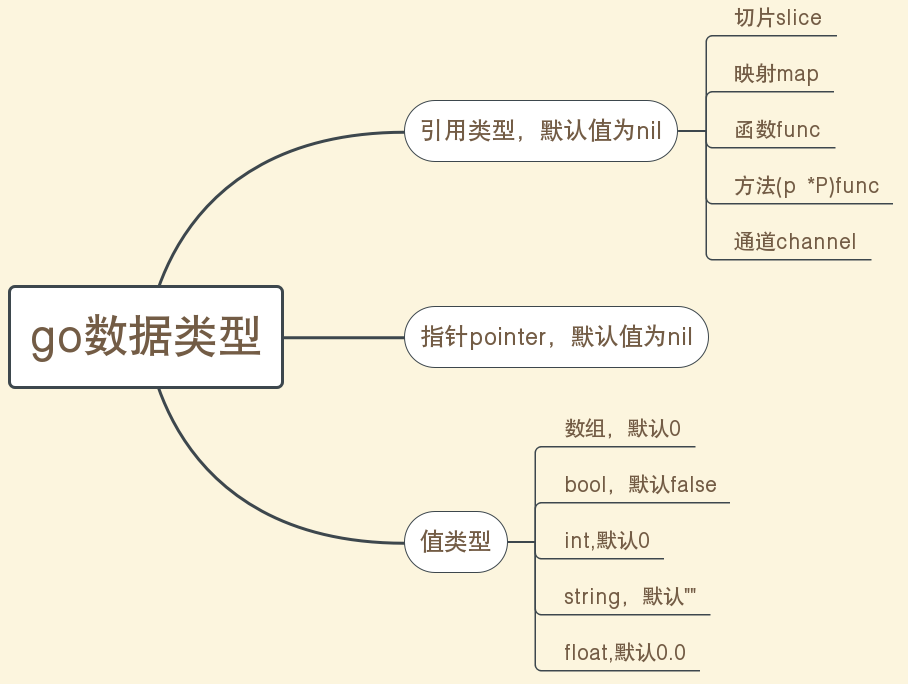 go数据类型
引用类型，默认值为nil
切片slice
映射map
函数func
方法(p *P)func
通道channel
指针pointer，默认值为nil
值类型
数组，默认0
bool，默认false
int,默认0
string，默认""
float,默认0.0